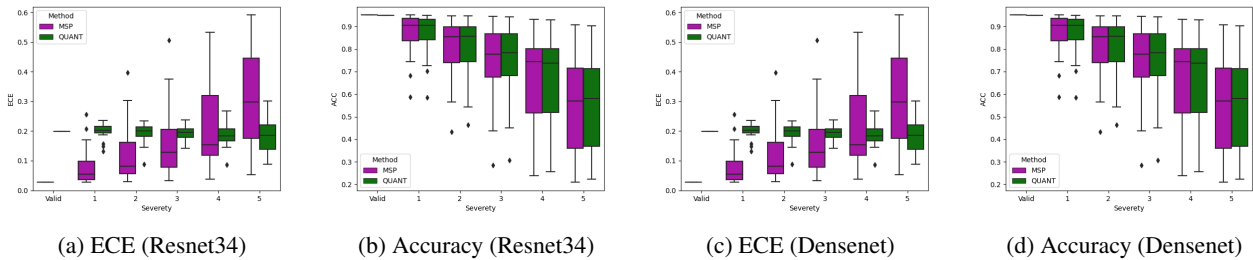 0.6
0.5
0.4
0.3
0.2
0.1
0.0
ECE
Method
MSP
QUANT
Valid 1 2 3 4 5
Severety
(a) ECE (Resnet34)
0.9
0.8
0.7
0.6
0.5
0.4
0.3
0.2
ACC
Method
MSP
QUANT
Valid 1 2 3 4 5
Severety
(b) Accuracy (Resnet34)
0.6
0.5
0.4
0.3
0.2
0.1
0.0
ECE
Method
MSP
QUANT
Valid 1 2 3 4 5
Severety
(c) ECE (Densenet)
0.9
0.8
0.7
0.6
0.5
0.4
0.3
0.2
ACC
Method
MSP
QUANT
Valid 1 2 3 4 5
Severety
(d) Accuracy (Densenet)